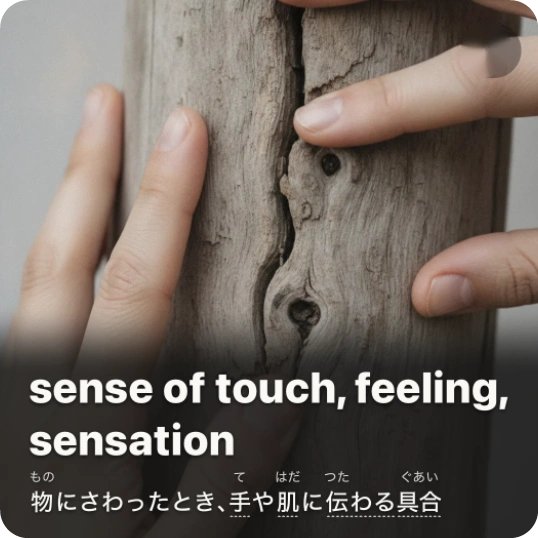 sense of touch, feeling,
sensation
もの て はだ つた ぐあい
物にさわったとき、手や肌に伝わる具合